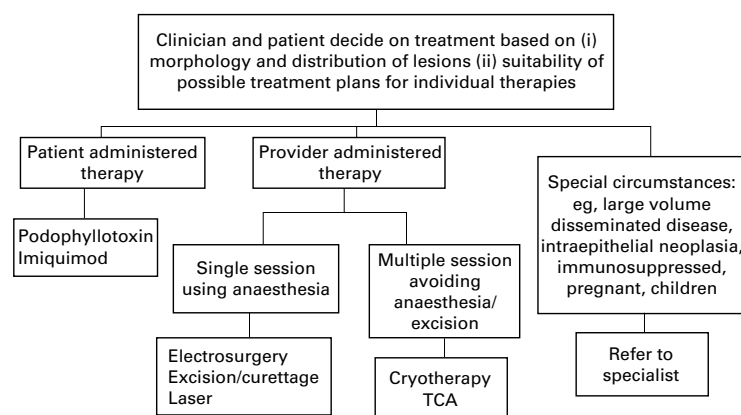 Clinician and patient decide on treatment based on (i)
morphology and distribution of lesions (ii) suitability of
possible treatment plans for individual therapies
Patient administered
therapy
Podophyllotoxin
Imiquimod
Provider administered
therapy
Single session
using anaesthesia
Electrosurgery
Excision/curettage
Laser
Multiple session
avoiding
anaesthesia/
excision
Cryotherapy
TCA
Special circumstances:
eg, large volume
disseminated disease,
intraepithelial neoplasia,
immunosuppressed,
pregnant, children
Refer to
specialist